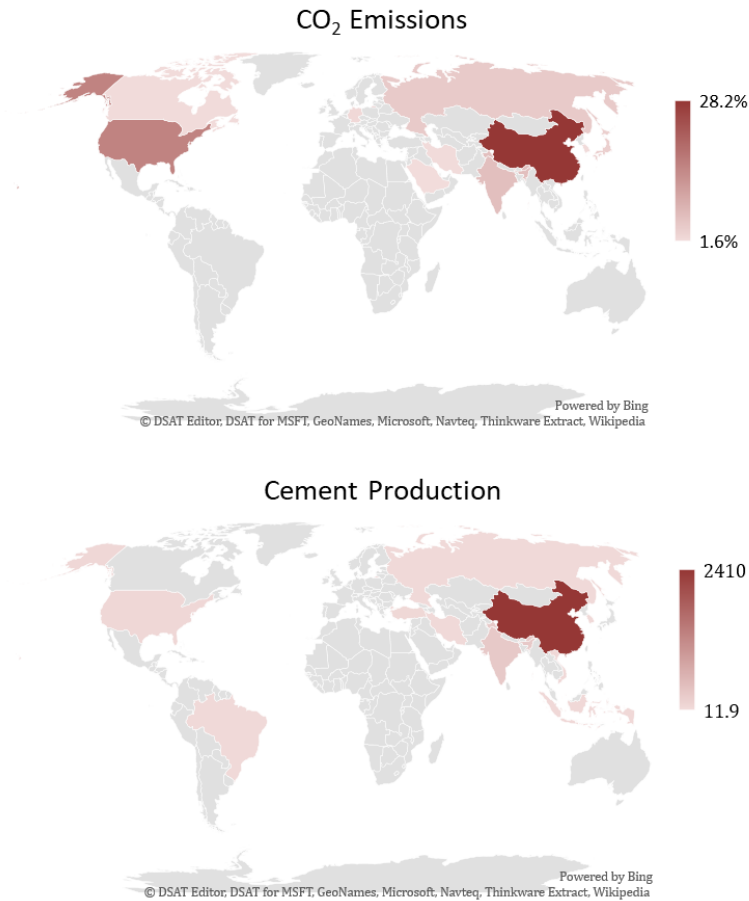 CO₂ Emissions
28.2%
1.6%
Powered by Bing
© DSAT Editor, DSAT for MSFT, GeoNames, Microsoft, Navteq, Thinkware Extract, Wikipedia
Cement Production
2410
11.9
Powered by Bing
© DSAT Editor, DSAT for MSFT, GeoNames, Microsoft, Navteq, Thinkware Extract, Wikipedia